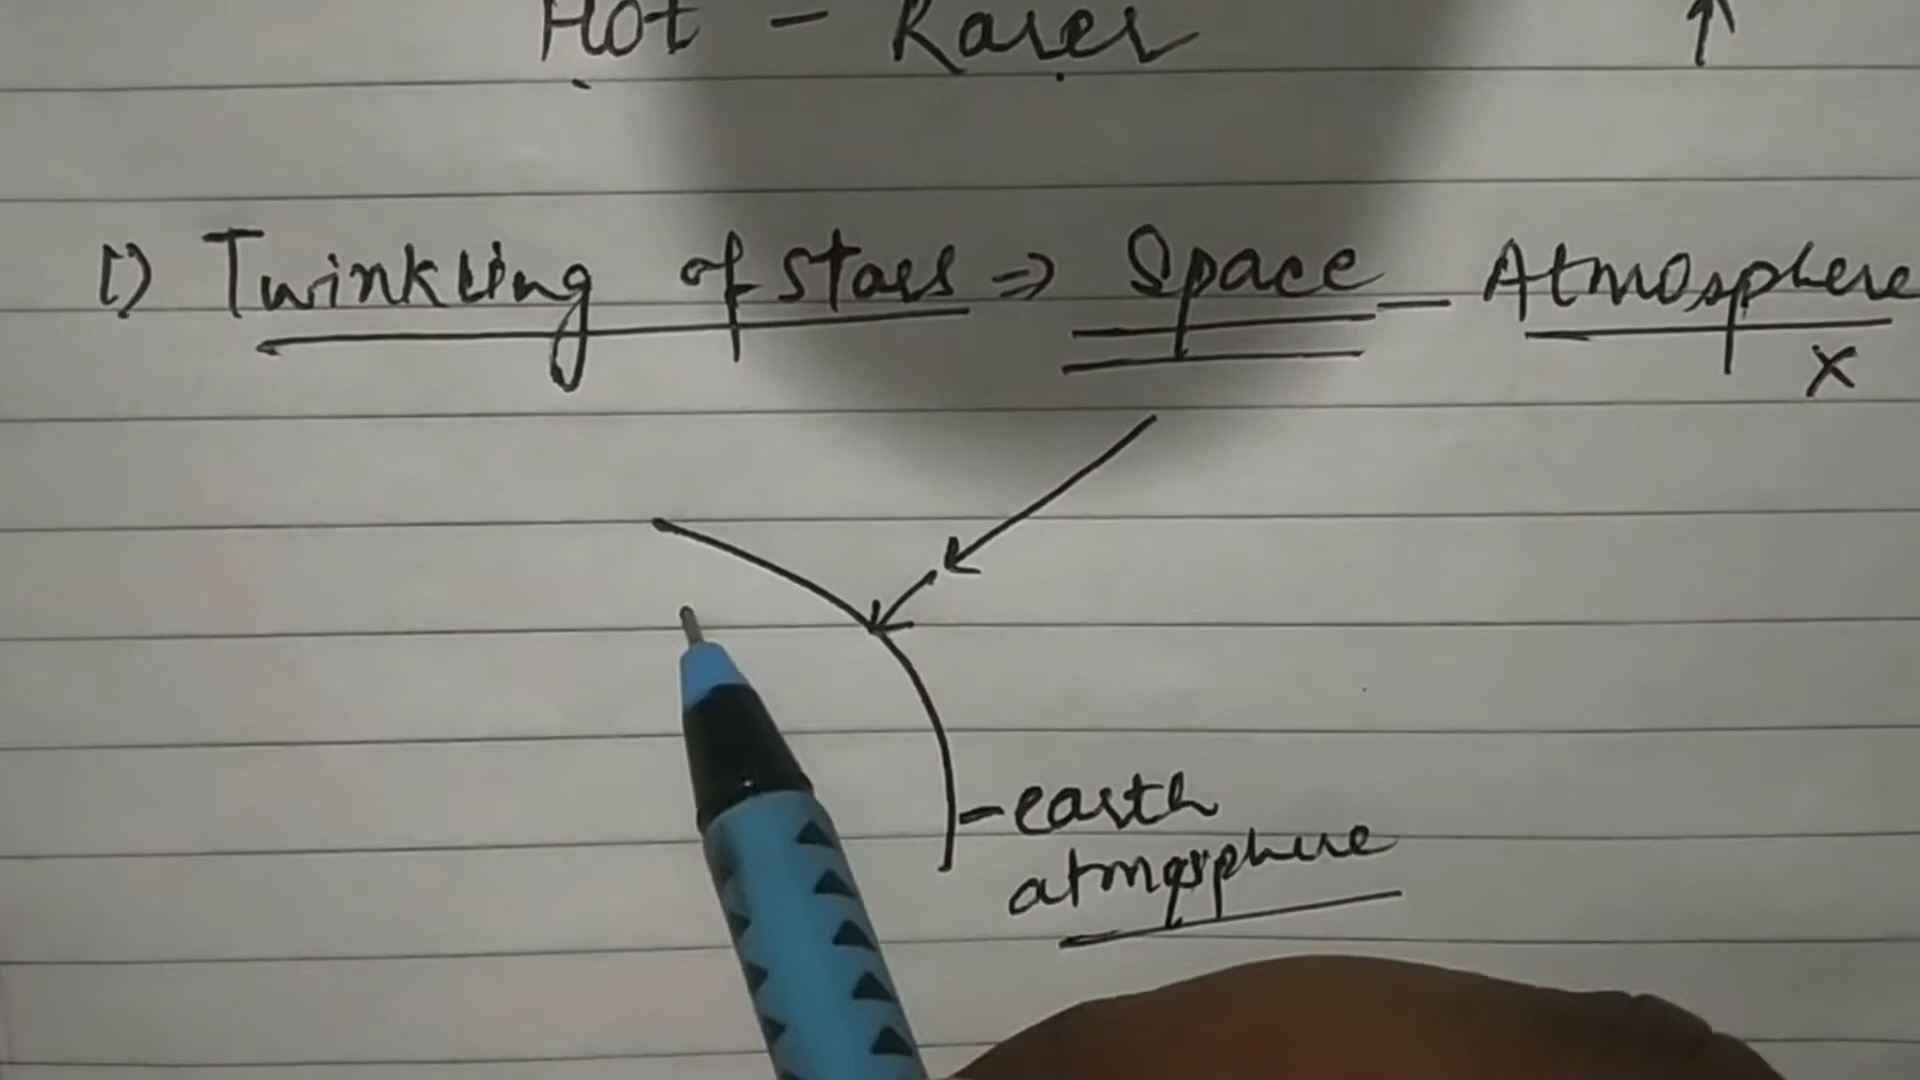 Hot - Rarer
1) Twinkling of stars ⇒ Space - Atmosphere
X
- earth
atmosphere